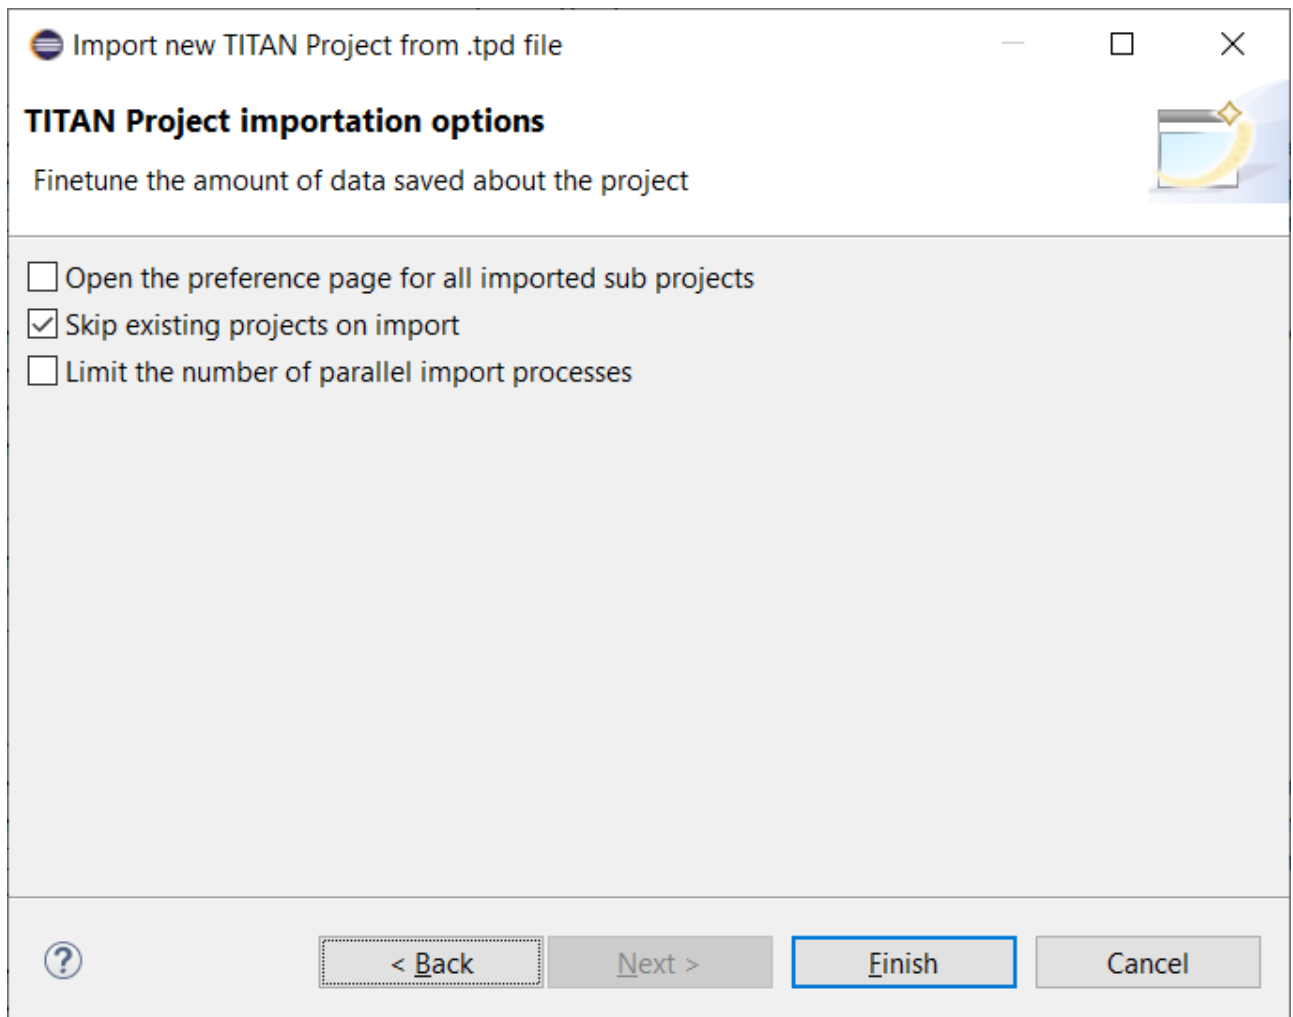 Import new TITAN Project from .tpd file
TITAN Project importation options
Finetune the amount of data saved about the project
Open the preference page for all imported sub projects
Skip existing projects on import
Limit the number of parallel import processes
?
< Back
Next >
Finish
Cancel